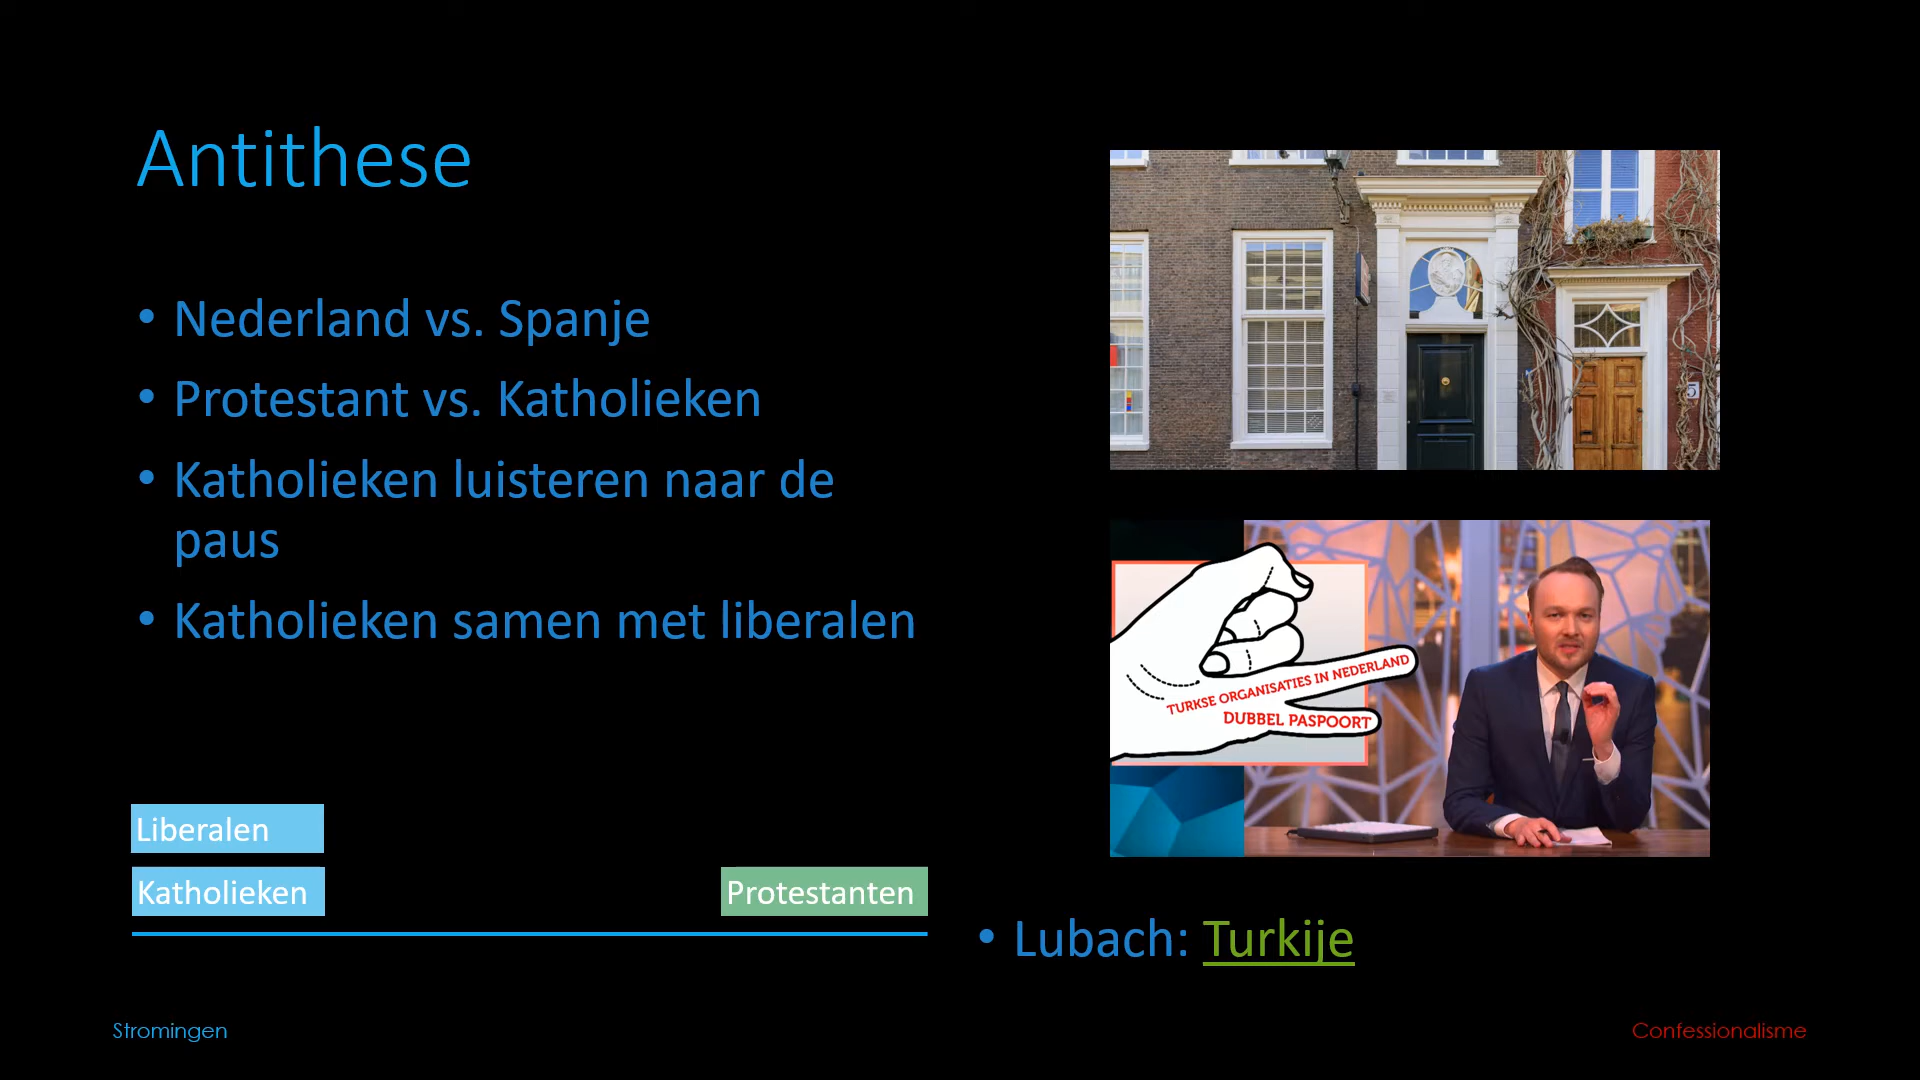 Antithese
• Nederland vs. Spanje
• Protestant vs. Katholieken
• Katholieken luisteren naar de
paus
• Katholieken samen met liberalen
Liberalen
Katholieken
Protestanten
TURKSE ORGANISATIES IN NEDERLAND
DUBBEL PASPOORT
• Lubach: Turkije
Stromingen
Confessionalisme